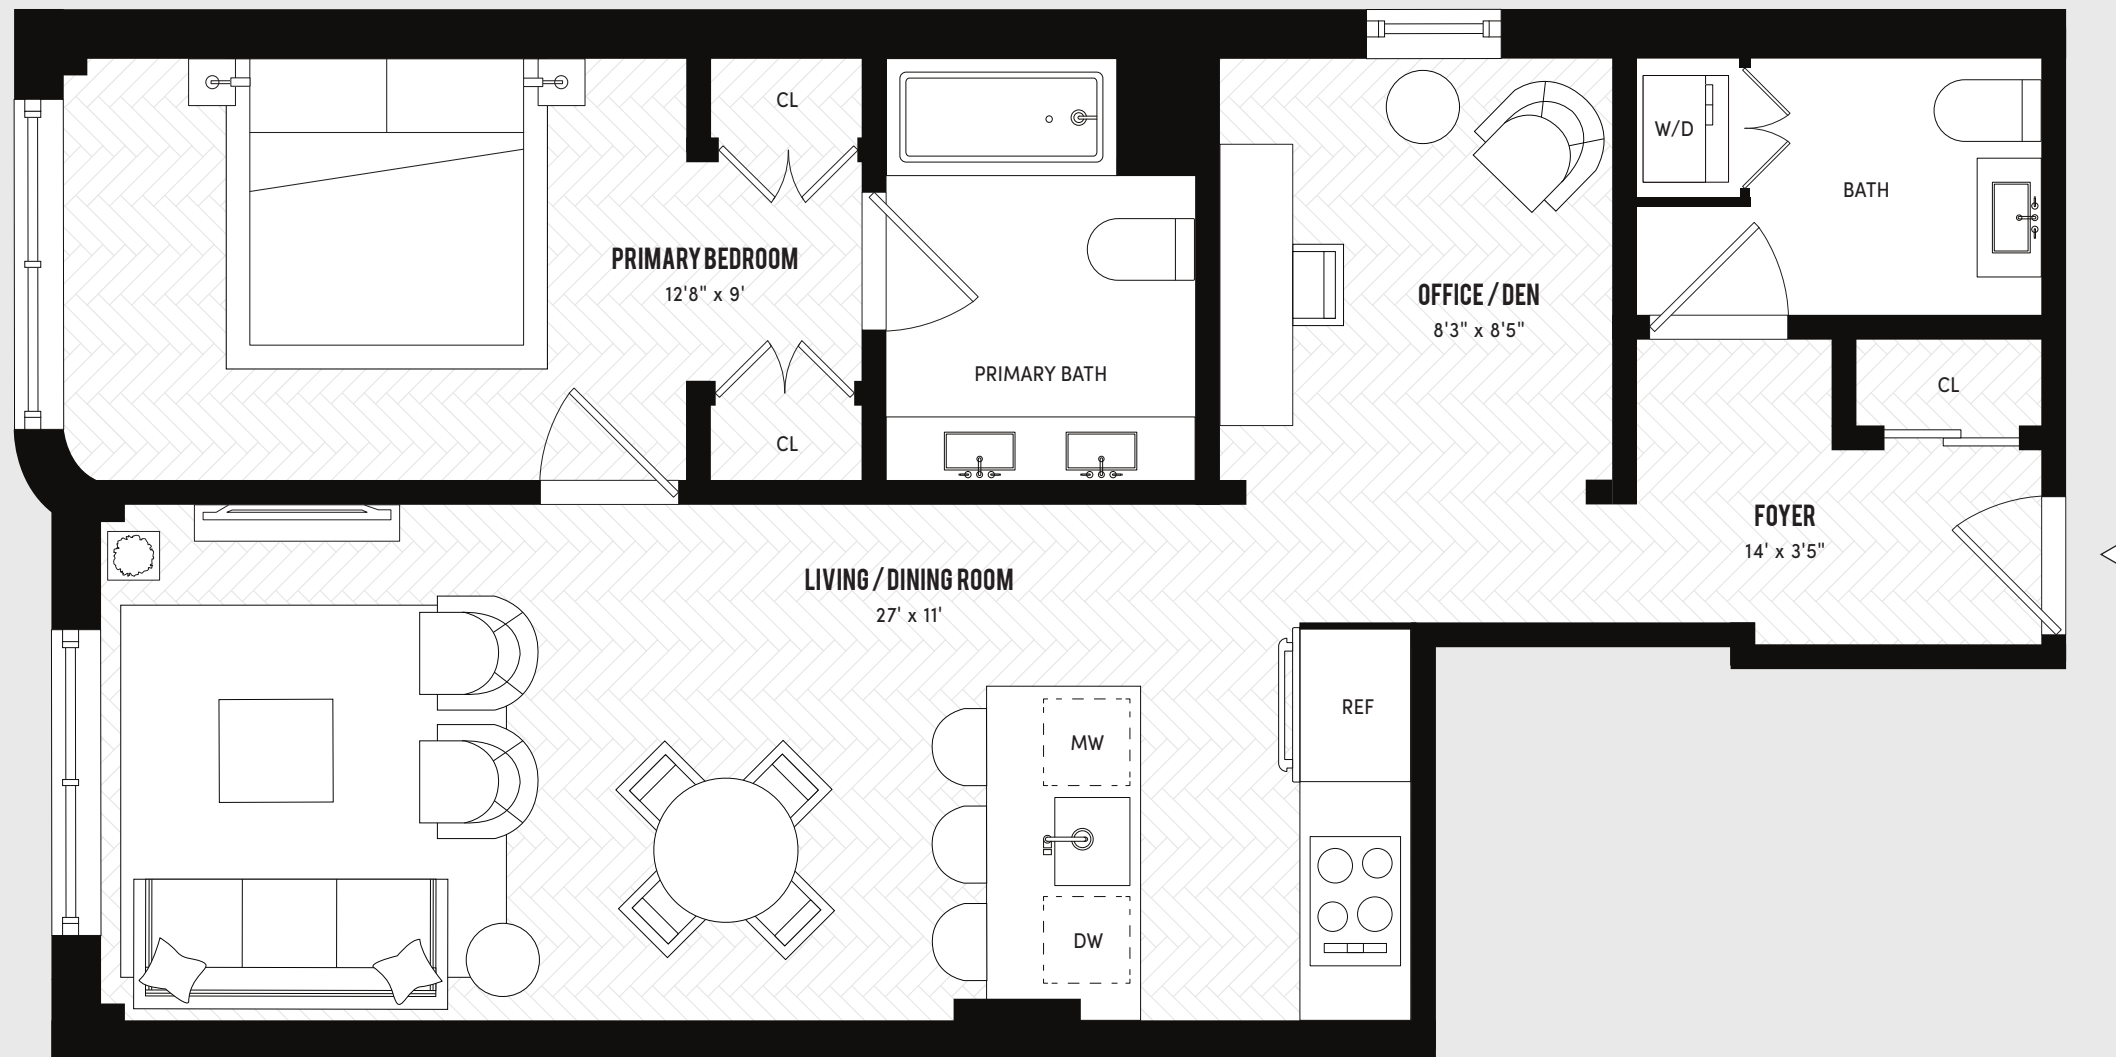 CL
W/D
BATH
PRIMARY BEDROOM
12'8" x 9'
OFFICE / DEN
8'3" x 8'5"
PRIMARY BATH
CL
CL
FOYER
14' x 3'5"
LIVING / DINING ROOM
27' x 11'
REF
MW
DW